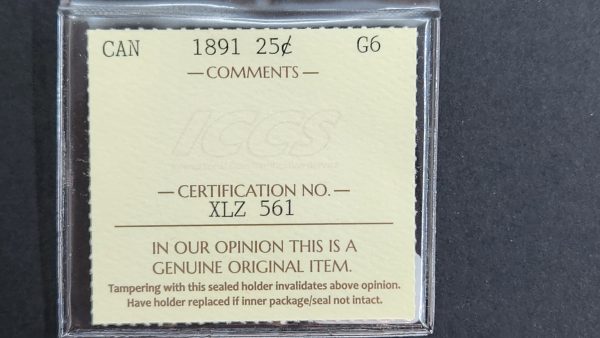 CAN 1891 25¢ G6
— COMMENTS —
ICCS
— CERTIFICATION NO. —
XLZ 561
IN OUR OPINION THIS IS A
GENUINE ORIGINAL ITEM.
Tampering with this sealed holder invalidates above opinion.
Have holder replaced if inner package/seal not intact.